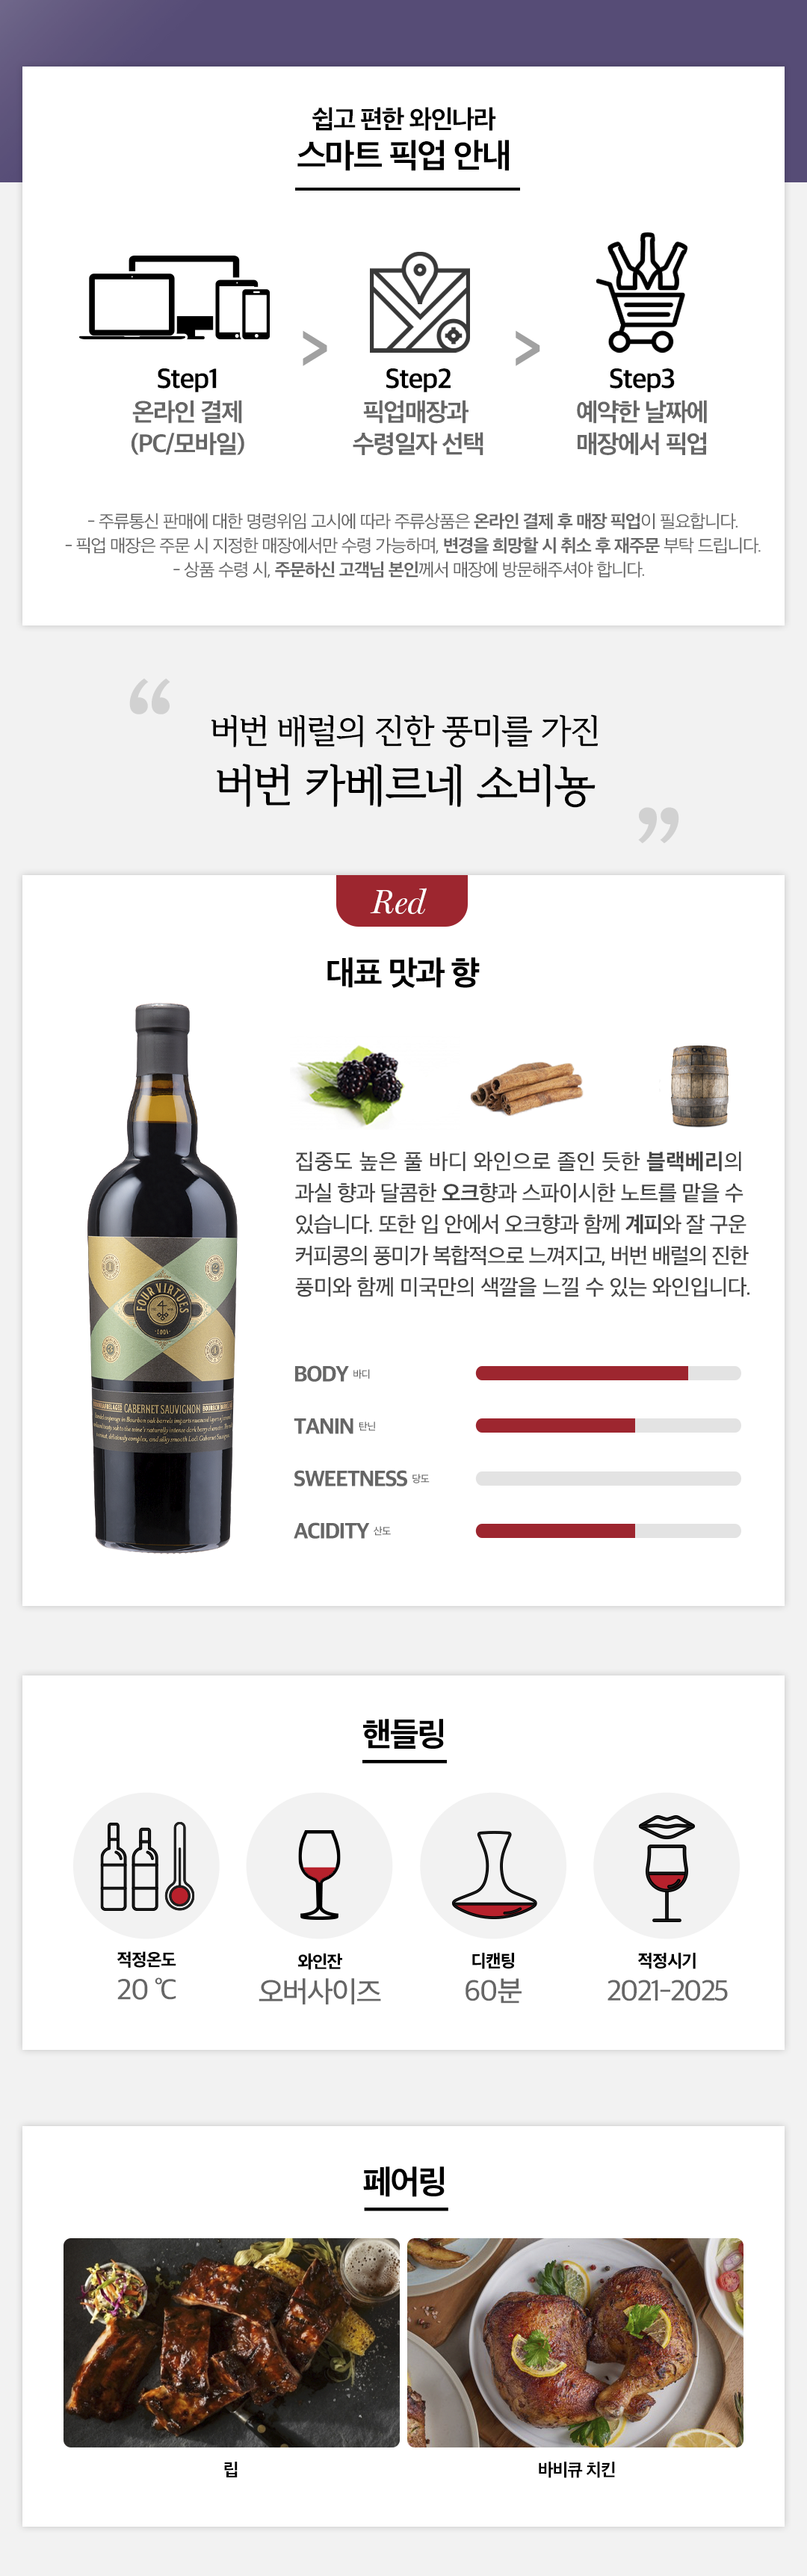 쉽고 편한 와인나라
스마트 픽업 안내
Step1
온라인 결제
(PC/모바일)
>
Step2
픽업매장과
수령일자 선택
>
Step3
예약한 날짜에
매장에서 픽업
- 주류통신 판매에 대한 명령위임 고시에 따라 주류상품은 온라인 결제 후 매장 픽업이 필요합니다.
- 픽업 매장은 주문 시 지정한 매장에서만 수령 가능하며, 변경을 희망할 시 취소 후 재주문 부탁 드립니다.
- 상품 수령 시, 주문하신 고객님 본인께서 매장에 방문해주셔야 합니다.
“
버번 배럴의 진한 풍미를 가진
버번 카베르네 소비뇽
”
Red
대표 맛과 향
집중도 높은 풀 바디 와인으로 졸인 듯한 블랙베리의
과실 향과 달콤한 오크향과 스파이시한 노트를 맡을 수
있습니다. 또한 입 안에서 오크향과 함께 계피와 잘 구운
커피콩의 풍미가 복합적으로 느껴지고, 버번 배럴의 진한
풍미와 함께 미국만의 색깔을 느낄 수 있는 와인입니다.
FOUR VIRTUES
CABERNET SAUVIGNON
BODY 바디
TANIN 탄닌
SWEETNESS 당도
ACIDITY 산도
핸들링
적정온도
20 ℃
와인잔
오버사이즈
디캔팅
60분
적정시기
2021-2025
페어링
립
바비큐 치킨